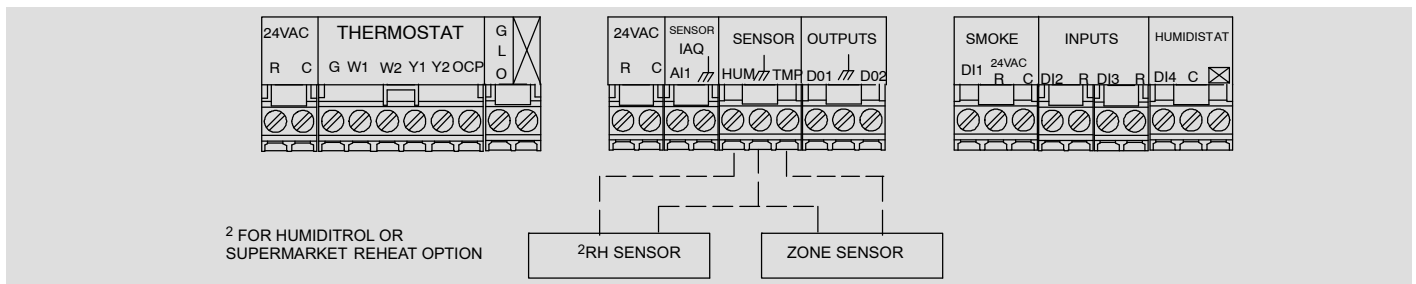 24VAC
R C
THERMOSTAT
G W1 W2 Y1 Y2 OCP
G
L
O
24VAC
R C
SENSOR
IAQ
AI1
SENSOR
HUM TMP
OUTPUTS
D01 D02
SMOKE
DI1 24VAC R C
INPUTS
DI2 R DI3 R
HUMIDISTAT
DI4 C
2 FOR HUMIDITROL OR
SUPERMARKET REHEAT OPTION
2RH SENSOR
ZONE SENSOR